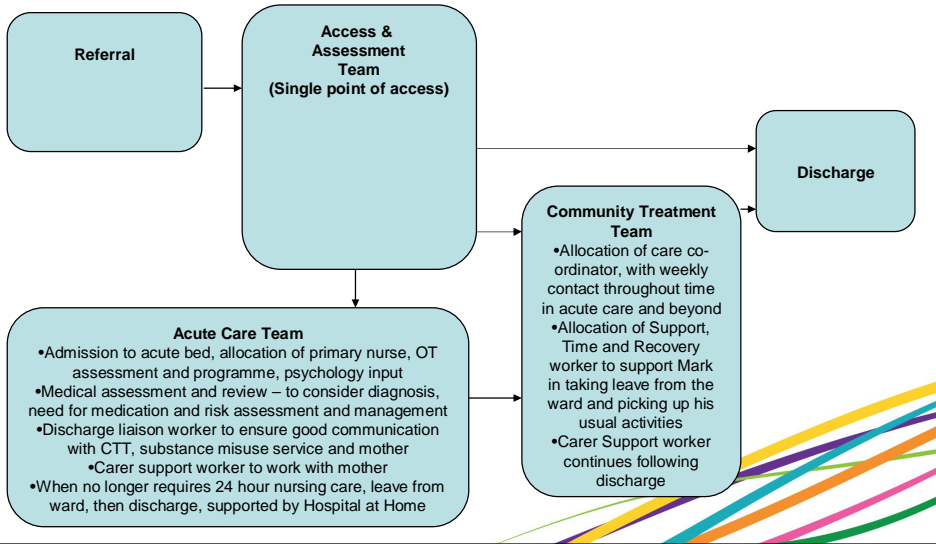 Referral
Access &
Assessment
Team
(Single point of access)
Discharge
Community Treatment
Team
•Allocation of care co-
ordinator, with weekly
contact throughout time
in acute care and beyond
•Allocation of Support,
Time and Recovery
worker to support Mark
in taking leave from the
ward and picking up his
usual activities
•Carer Support worker
continues following
discharge
Acute Care Team
•Admission to acute bed, allocation of primary nurse, OT
assessment and programme, psychology input
•Medical assessment and review – to consider diagnosis,
need for medication and risk assessment and management
•Discharge liaison worker to ensure good communication
with CTT, substance misuse service and mother
•Carer support worker to work with mother
•When no longer requires 24 hour nursing care, leave from
ward, then discharge, supported by Hospital at Home